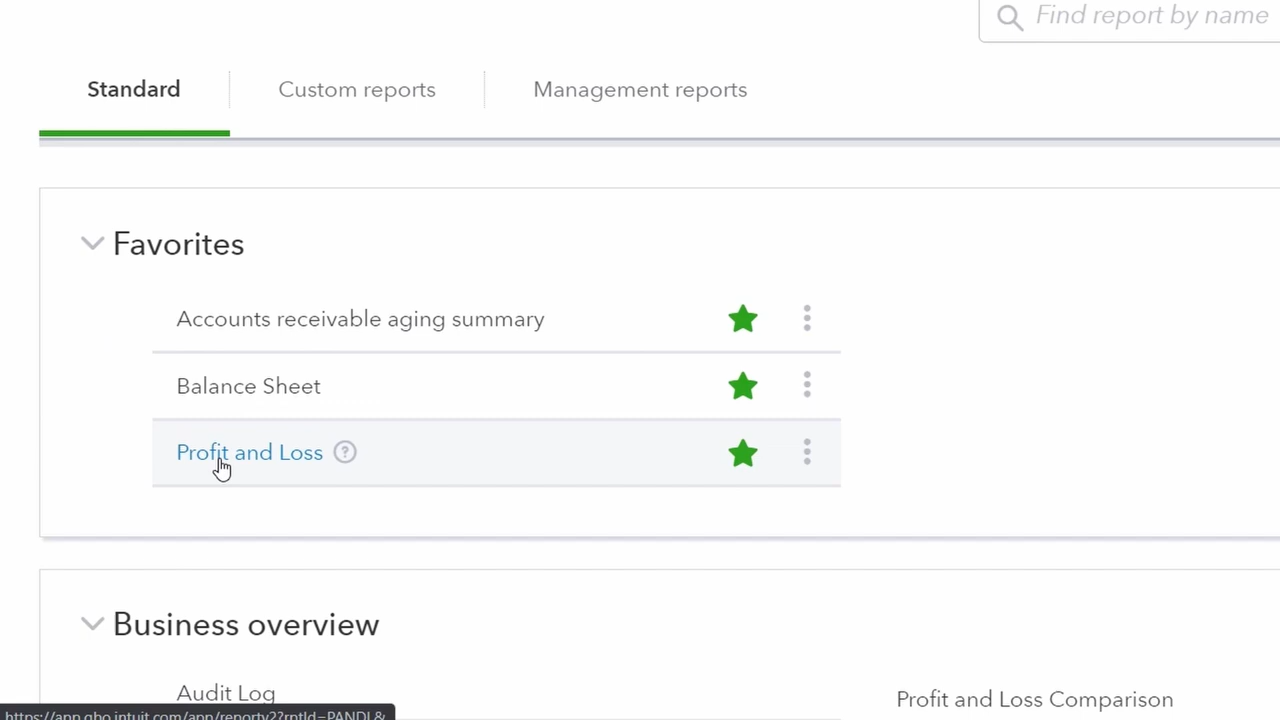 Find report by name
Standard
Custom reports
Management reports
Favorites
Accounts receivable aging summary
Balance Sheet
Profit and Loss ?
Business overview
Audit Log
Profit and Loss Comparison
https://app.qbo.intuit.com/app/reportv2?rptId=PANDL&